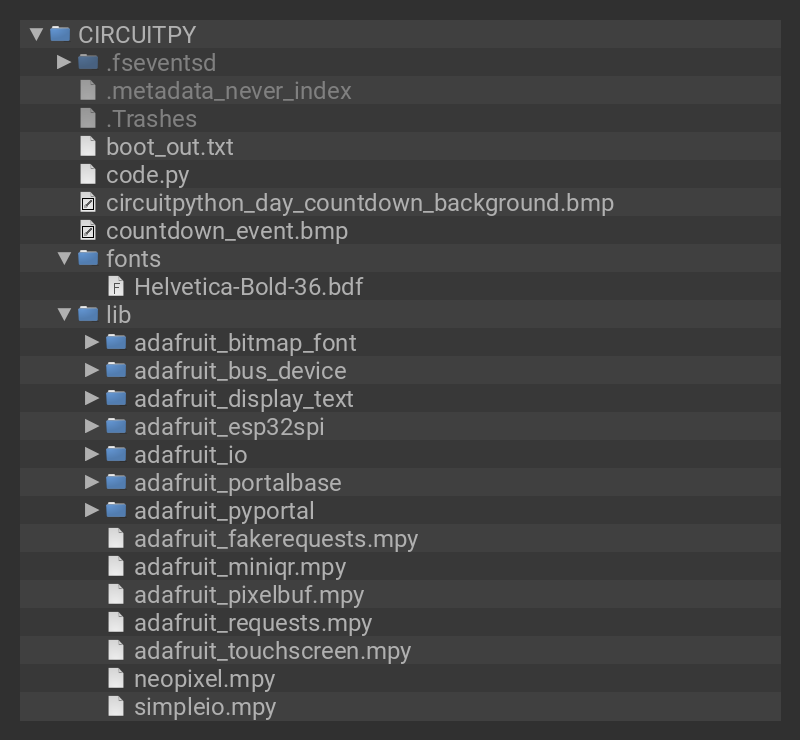 CIRCUITPY
.fseventsd
.metadata_never_index
.Trashes
boot_out.txt
code.py
circuitpython_day_countdown_background.bmp
countdown_event.bmp
fonts
F Helvetica-Bold-36.bdf
lib
adafruit_bitmap_font
adafruit_bus_device
adafruit_display_text
adafruit_esp32spi
adafruit_io
adafruit_portalbase
adafruit_pyportal
adafruit_fakerequests.mpy
adafruit_miniqr.mpy
adafruit_pixelbuf.mpy
adafruit_requests.mpy
adafruit_touchscreen.mpy
neopixel.mpy
simpleio.mpy